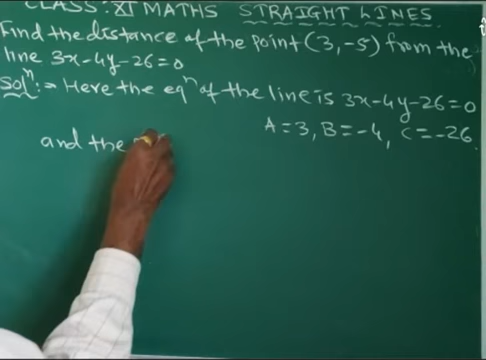 CLASS: XI MATHS STRAIGHT LINES.
Find the distance of the point (3, -5) from the
line 3x-4y-26=0
Solⁿ:⇒ Here the eqⁿ of the line is 3x-4y-26=0
A=3, B=-4, C=-26.
and the